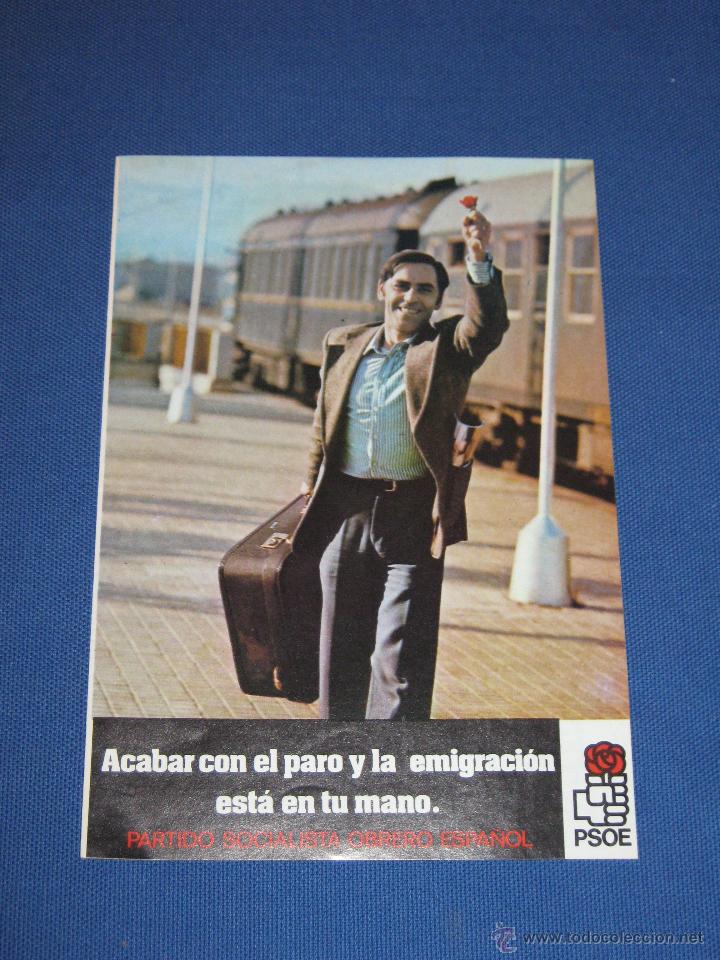 Acabar con el paro y la emigración
está en tu mano.
PARTIDO SOCIALISTA OBRERO ESPAÑOL
PSOE
© www.todocoleccion.net